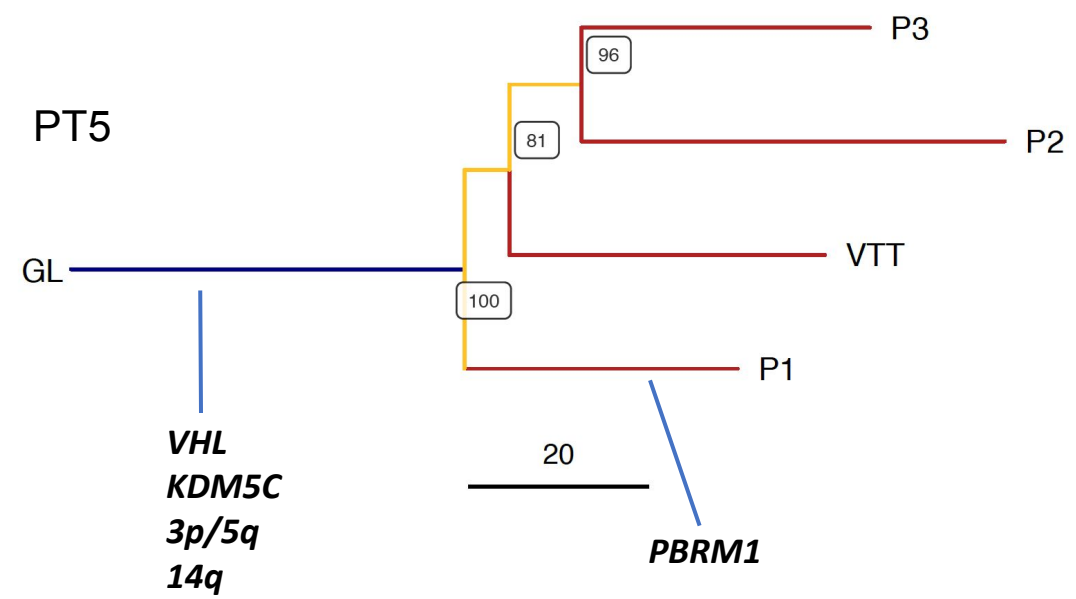 P3
96
PT5
81
P2
VTT
GL
100
P1
VHL
KDM5C
3p/5q
14q
20
PBRM1